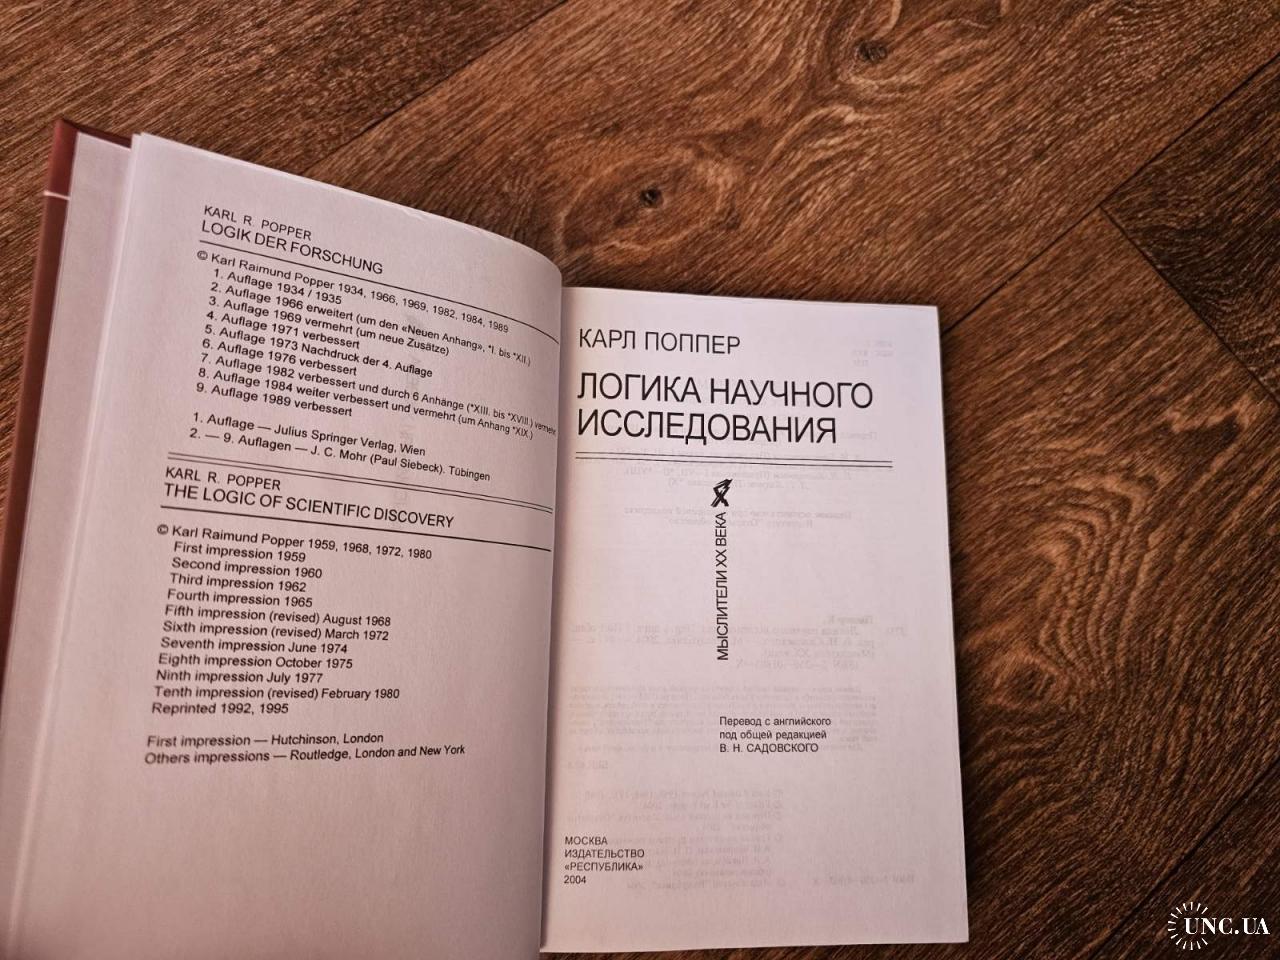 KARL R. POPPER
LOGIK DER FORSCHUNG
© Karl Raimund Popper 1934, 1966, 1969, 1982, 1984, 1989
1. Auflage 1934 / 1935
2. Auflage 1966 erweitert (um den «Neuen Anhang», *I. bis *XII.)
3. Auflage 1969 vermehrt (um neue Zusätze)
4. Auflage 1971 verbessert
5. Auflage 1973 Nachdruck der 4. Auflage
6. Auflage 1976 verbessert
7. Auflage 1982 verbessert und durch 6 Anhänge (*XIII. bis *XVIII.) vermehrt
8. Auflage 1984 weiter verbessert und vermehrt (um Anhang *XIX.)
9. Auflage 1989 verbessert
1. Auflage — Julius Springer Verlag, Wien
2. — 9. Auflagen — J. C. Mohr (Paul Siebeck). Tübingen
KARL R. POPPER
THE LOGIC OF SCIENTIFIC DISCOVERY
© Karl Raimund Popper 1959, 1968, 1972, 1980
First impression 1959
Second impression 1960
Third impression 1962
Fourth impression 1965
Fifth impression (revised) August 1968
Sixth impression (revised) March 1972
Seventh impression June 1974
Eighth impression October 1975
Ninth impression July 1977
Tenth impression (revised) February 1980
Reprinted 1992, 1995
First impression — Hutchinson, London
Others impressions — Routledge, London and New York
КАРЛ ПОППЕР
ЛОГИКА НАУЧНОГО
ИССЛЕДОВАНИЯ
МЫСЛИТЕЛИ XX ВЕКА
Перевод с английского
под общей редакцией
В. Н. САДОВСКОГО
МОСКВА
ИЗДАТЕЛЬСТВО
«РЕСПУБЛИКА»
2004
UNC.UA